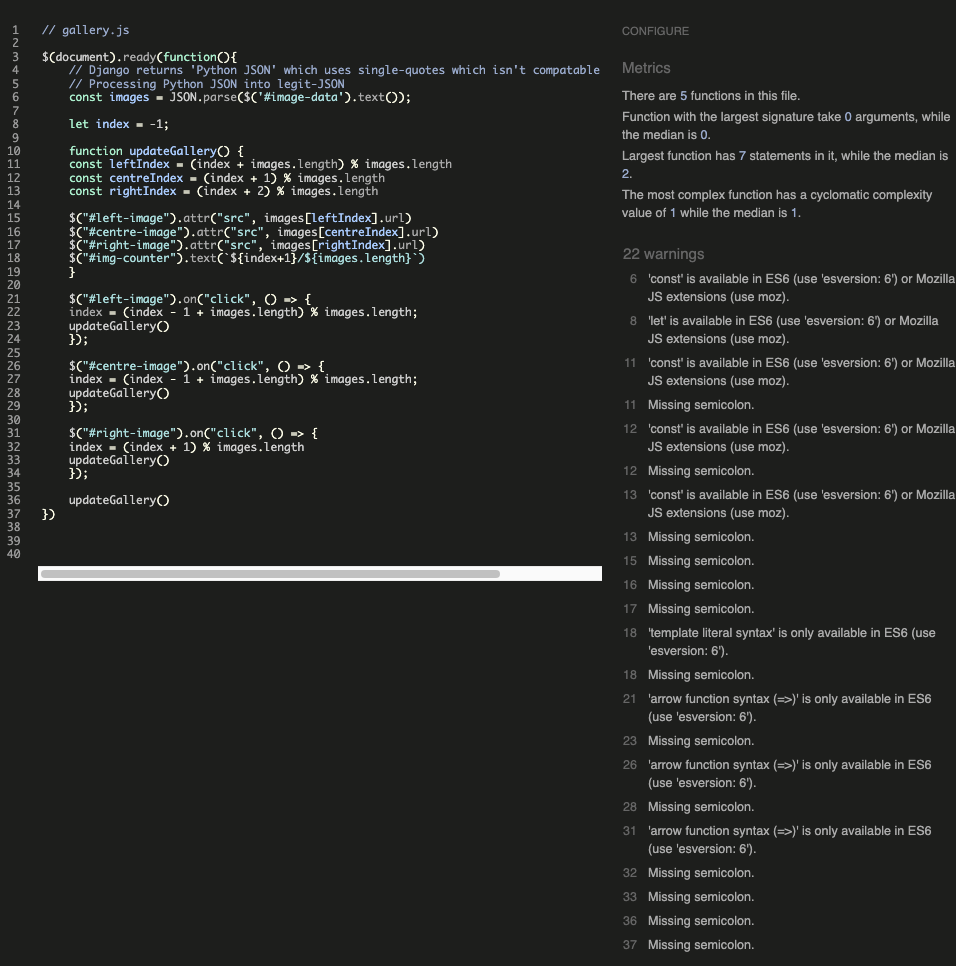 1 // gallery.js
2
3 $(document).ready(function(){
4     // Django returns 'Python JSON' which uses single-quotes which isn't compatable
5     // Processing Python JSON into legit-JSON
6     const images = JSON.parse($('#image-data').text());
7
8     let index = -1;
9
10     function updateGallery() {
11     const leftIndex = (index + images.length) % images.length
12     const centreIndex = (index + 1) % images.length
13     const rightIndex = (index + 2) % images.length
14
15     $("#left-image").attr("src", images[leftIndex].url)
16     $("#centre-image").attr("src", images[centreIndex].url)
17     $("#right-image").attr("src", images[rightIndex].url)
18     $("#img-counter").text(`${index+1}/${images.length}`)
19     }
20
21     $("#left-image").on("click", () => {
22     index = (index - 1 + images.length) % images.length;
23     updateGallery()
24     });
25
26     $("#centre-image").on("click", () => {
27     index = (index - 1 + images.length) % images.length;
28     updateGallery()
29     });
30
31     $("#right-image").on("click", () => {
32     index = (index + 1) % images.length
33     updateGallery()
34     });
35
36     updateGallery()
37 })
38
39
40
CONFIGURE
Metrics
There are 5 functions in this file.
Function with the largest signature take 0 arguments, while
the median is 0.
Largest function has 7 statements in it, while the median is
2.
The most complex function has a cyclomatic complexity
value of 1 while the median is 1.
22 warnings
6 'const' is available in ES6 (use 'esversion: 6') or Mozilla
JS extensions (use moz).
8 'let' is available in ES6 (use 'esversion: 6') or Mozilla
JS extensions (use moz).
11 'const' is available in ES6 (use 'esversion: 6') or Mozilla
JS extensions (use moz).
11 Missing semicolon.
12 'const' is available in ES6 (use 'esversion: 6') or Mozilla
JS extensions (use moz).
12 Missing semicolon.
13 'const' is available in ES6 (use 'esversion: 6') or Mozilla
JS extensions (use moz).
13 Missing semicolon.
15 Missing semicolon.
16 Missing semicolon.
17 Missing semicolon.
18 'template literal syntax' is only available in ES6 (use
'esversion: 6').
18 Missing semicolon.
21 'arrow function syntax (=>)' is only available in ES6
(use 'esversion: 6').
23 Missing semicolon.
26 'arrow function syntax (=>)' is only available in ES6
(use 'esversion: 6').
28 Missing semicolon.
31 'arrow function syntax (=>)' is only available in ES6
(use 'esversion: 6').
32 Missing semicolon.
33 Missing semicolon.
36 Missing semicolon.
37 Missing semicolon.